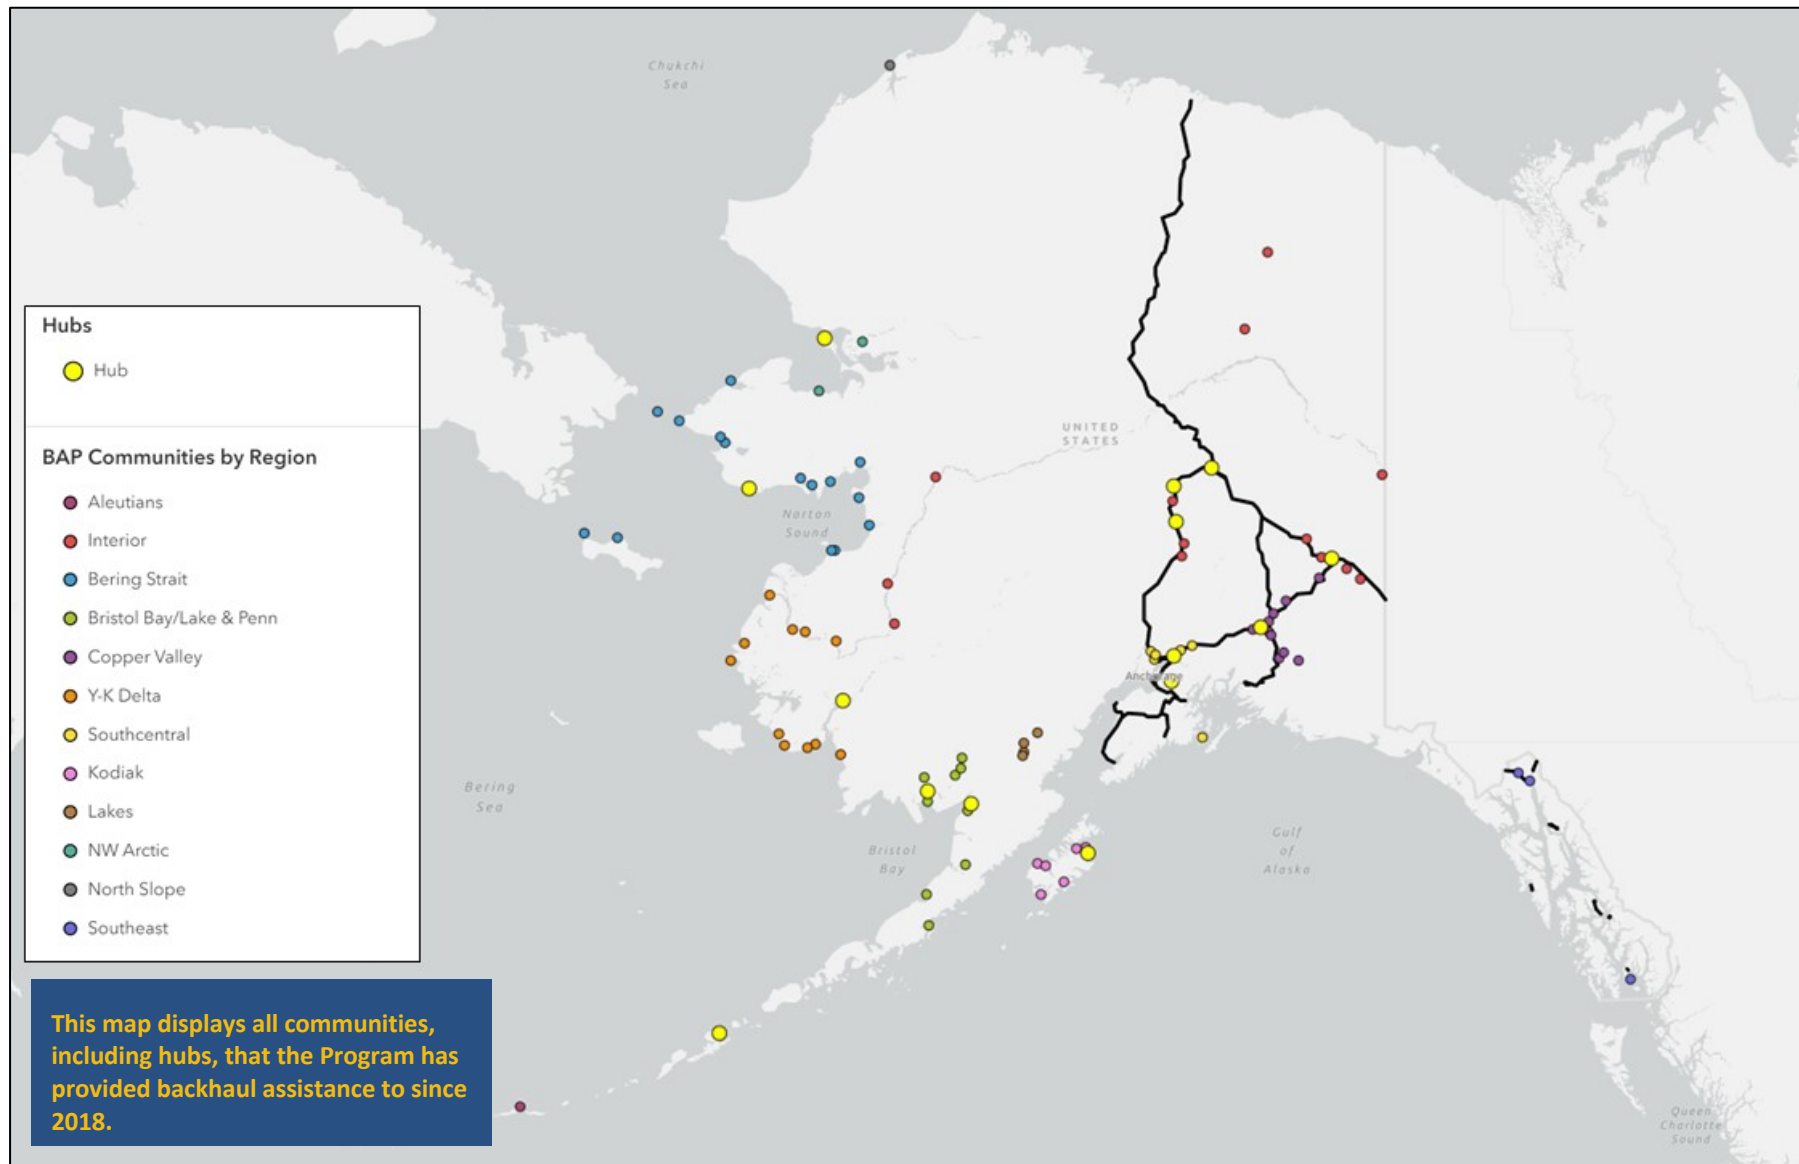 Chukchi
Sea
Hubs
Hub
BAP Communities by Region
Aleutians
Interior
Bering Strait
Bristol Bay/Lake & Penn
Copper Valley
Y-K Delta
Southcentral
Kodiak
Lakes
NW Arctic
North Slope
Southeast
UNITED
STATES
Norton
Sound
Anchorage
Bering
Sea
Bristol
Bay
Gulf
of
Alaska
Queen
Charlotte
Sound
This map displays all communities,
including hubs, that the Program has
provided backhaul assistance to since
2018.